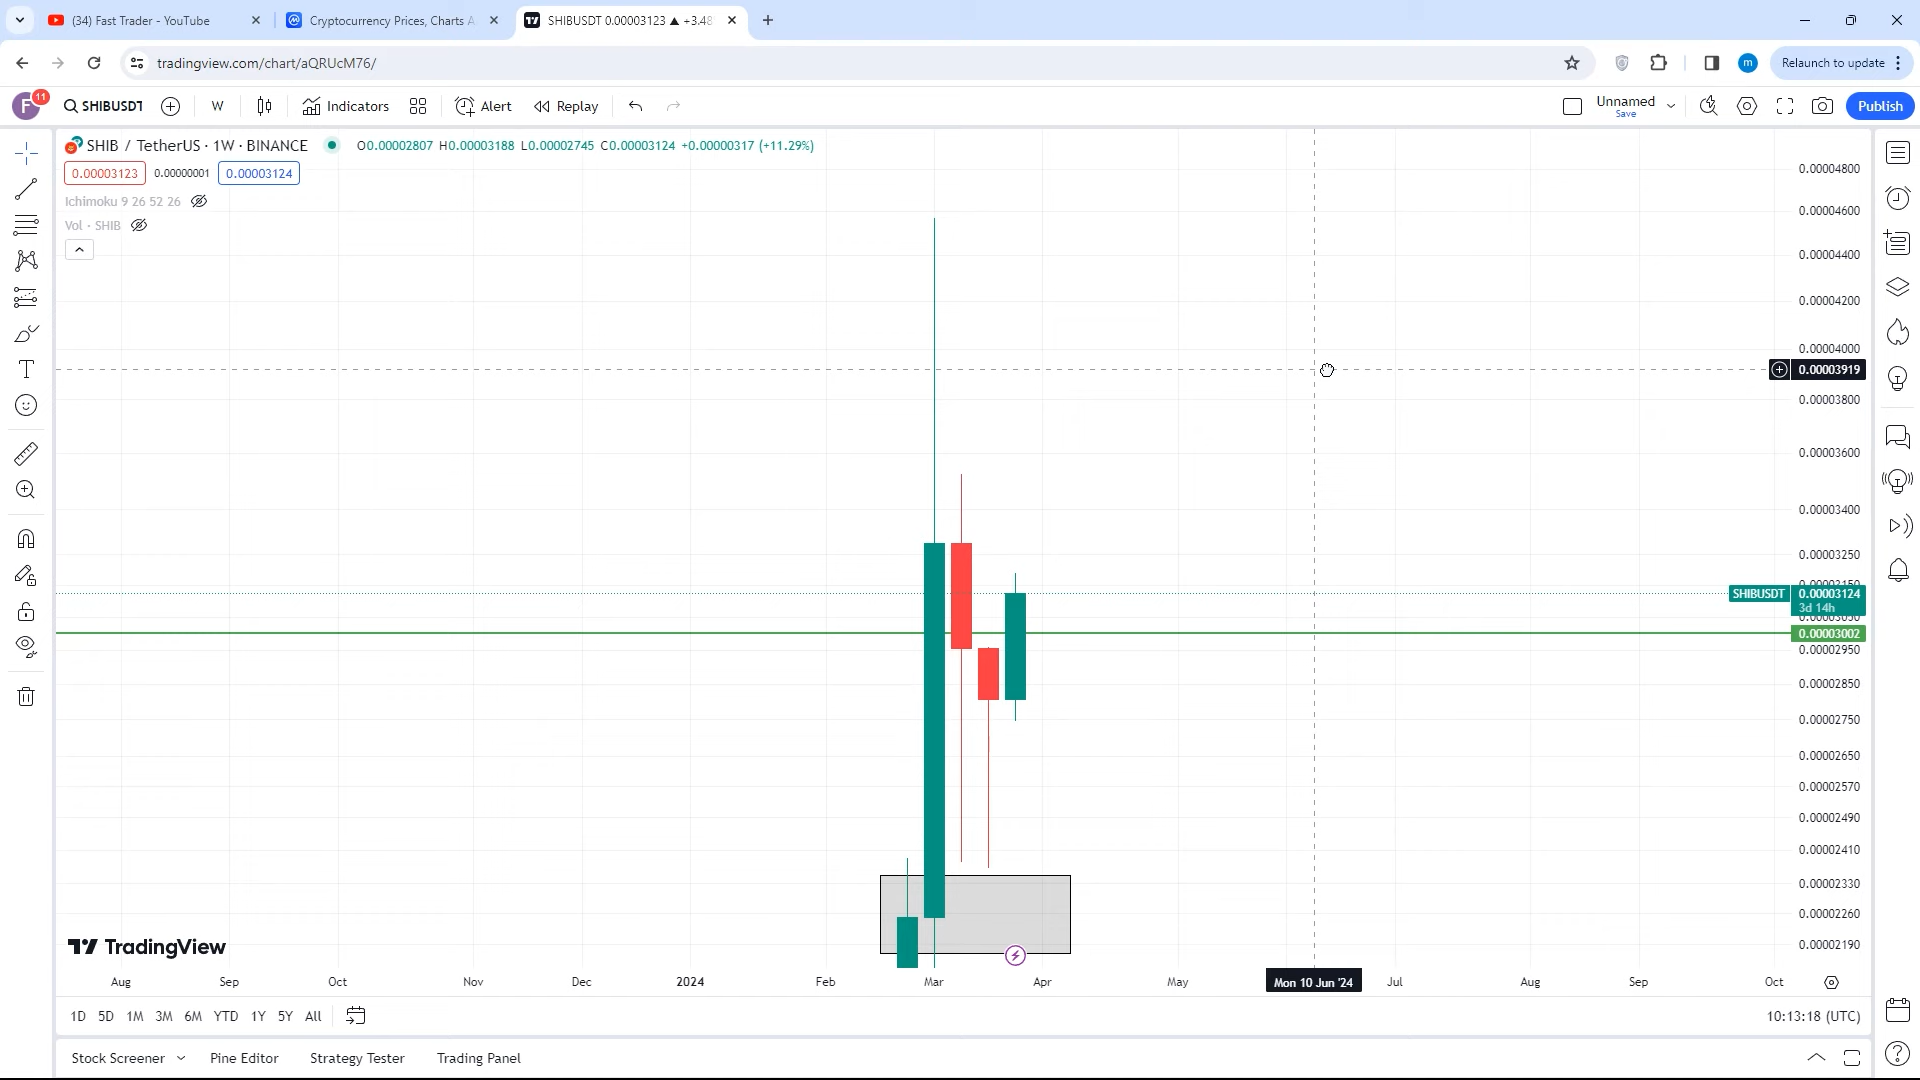 (34) Fast Trader - YouTube
Cryptocurrency Prices, Charts A
SHIBUSDT 0.00003123 ▲ +3.48
tradingview.com/chart/aQRUcM76/
Relaunch to update
F
11
SHIBUSDT
W
Indicators
Alert
Replay
Unnamed
Save
Publish
SHIB / TetherUS · 1W · BINANCE
O0.00002807 H0.00003188 L0.00002745 C0.00003124 +0.00000317 (+11.29%)
0.00003123
0.00000001
0.00003124
Ichimoku 9 26 52 26
Vol · SHIB
0.00004800
0.00004600
0.00004400
0.00004200
0.00004000
0.00003919
0.00003800
0.00003600
0.00003400
0.00003250
SHIBUSDT
0.00003124
3d 14h
0.00003002
0.00002950
0.00002850
0.00002750
0.00002650
0.00002570
0.00002490
0.00002410
0.00002330
0.00002260
0.00002190
TradingView
Aug
Sep
Oct
Nov
Dec
2024
Feb
Mar
Apr
May
Mon 10 Jun '24
Jul
Aug
Sep
Oct
1D
5D
1M
3M
6M
YTD
1Y
5Y
All
10:13:18 (UTC)
Stock Screener
Pine Editor
Strategy Tester
Trading Panel